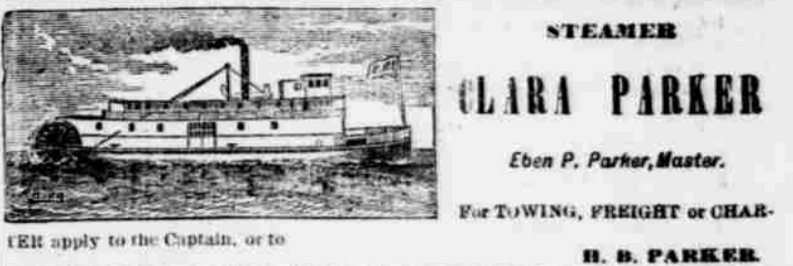 STEAMER
CLARA PARKER
Eben P. Parker, Master.
For TOWING, FREIGHT or CHAR-
TER apply to the Captain, or to
H. B. PARKER.